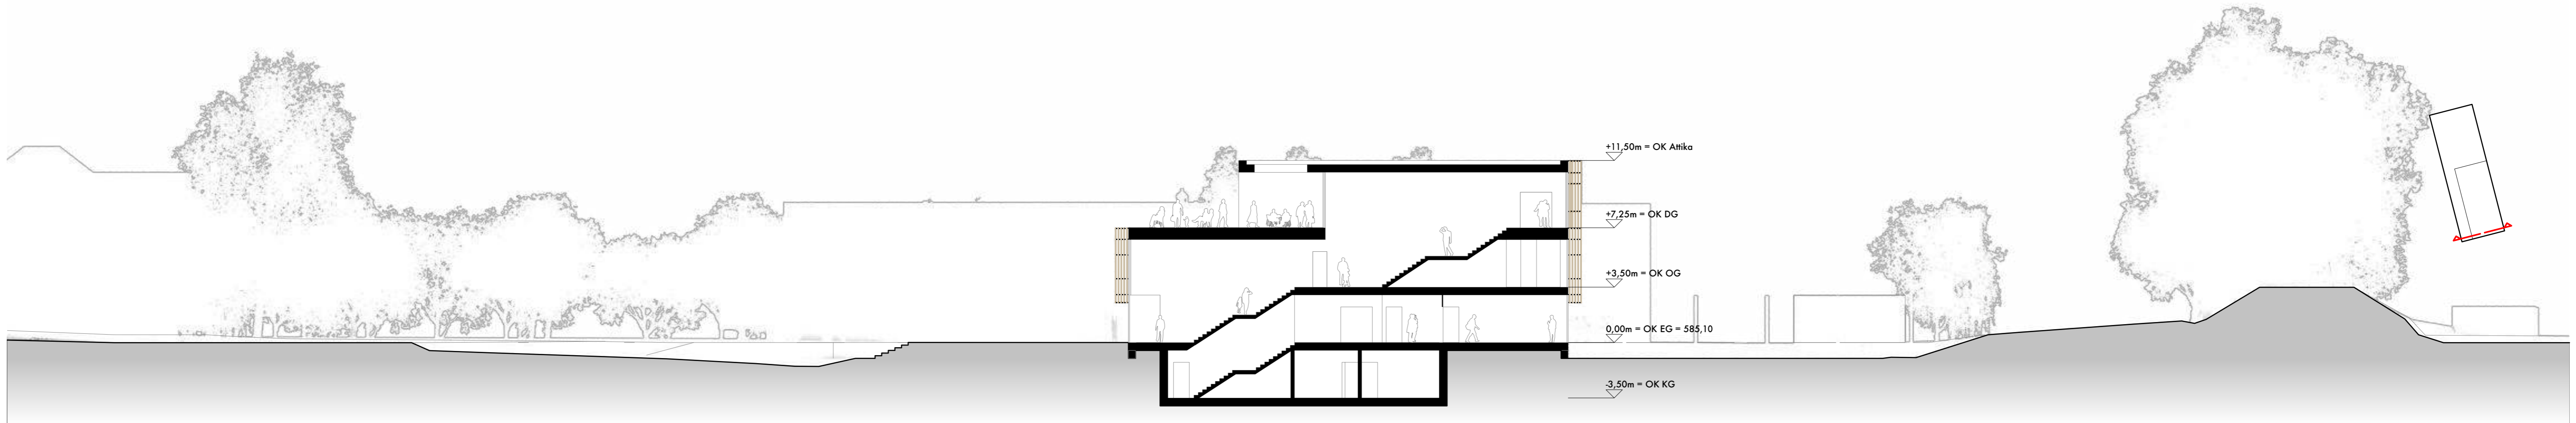 +11,50m = OK Attika
+7,25m = OK DG
+3,50m = OK OG
0,00m = OK EG = 585,10
-3,50m = OK KG